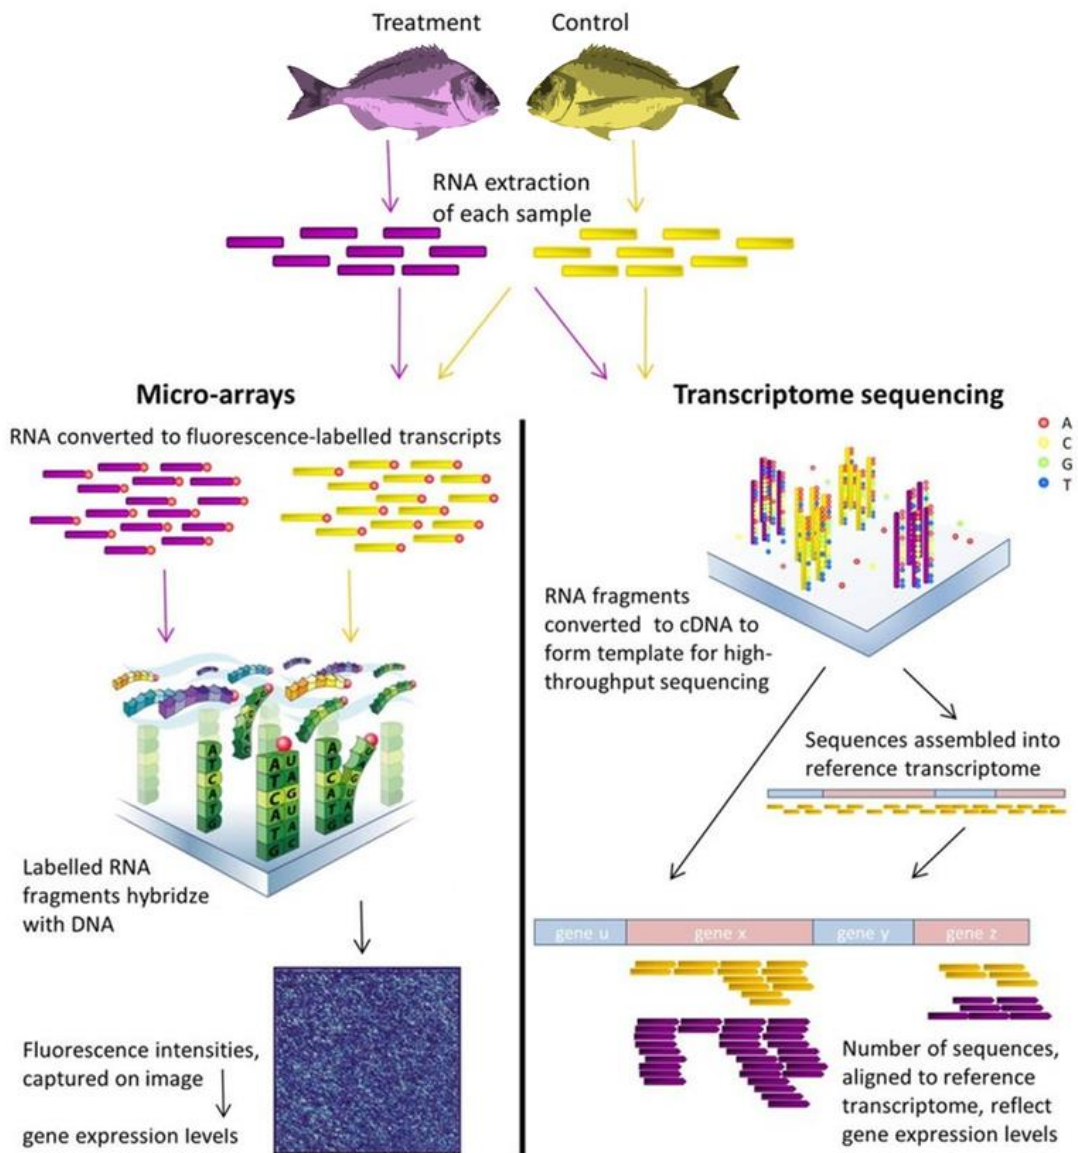 Treatment
Control
RNA extraction
of each sample
Micro-arrays
Transcriptome sequencing
RNA converted to fluorescence-labelled transcripts
A
C
G
T
RNA fragments
converted to cDNA to
form template for high-
throughput sequencing
Sequences assembled into
reference transcriptome
A
T
C
A
T
G
A U
T A
C G
A U
T A
G C
A
T
C
A
T
G
G
U
A
C
Labelled RNA
fragments hybridze
with DNA
gene u
gene x
gene y
gene z
Fluorescence intensities,
captured on image
gene expression levels
Number of sequences,
aligned to reference
transcriptome, reflect
gene expression levels